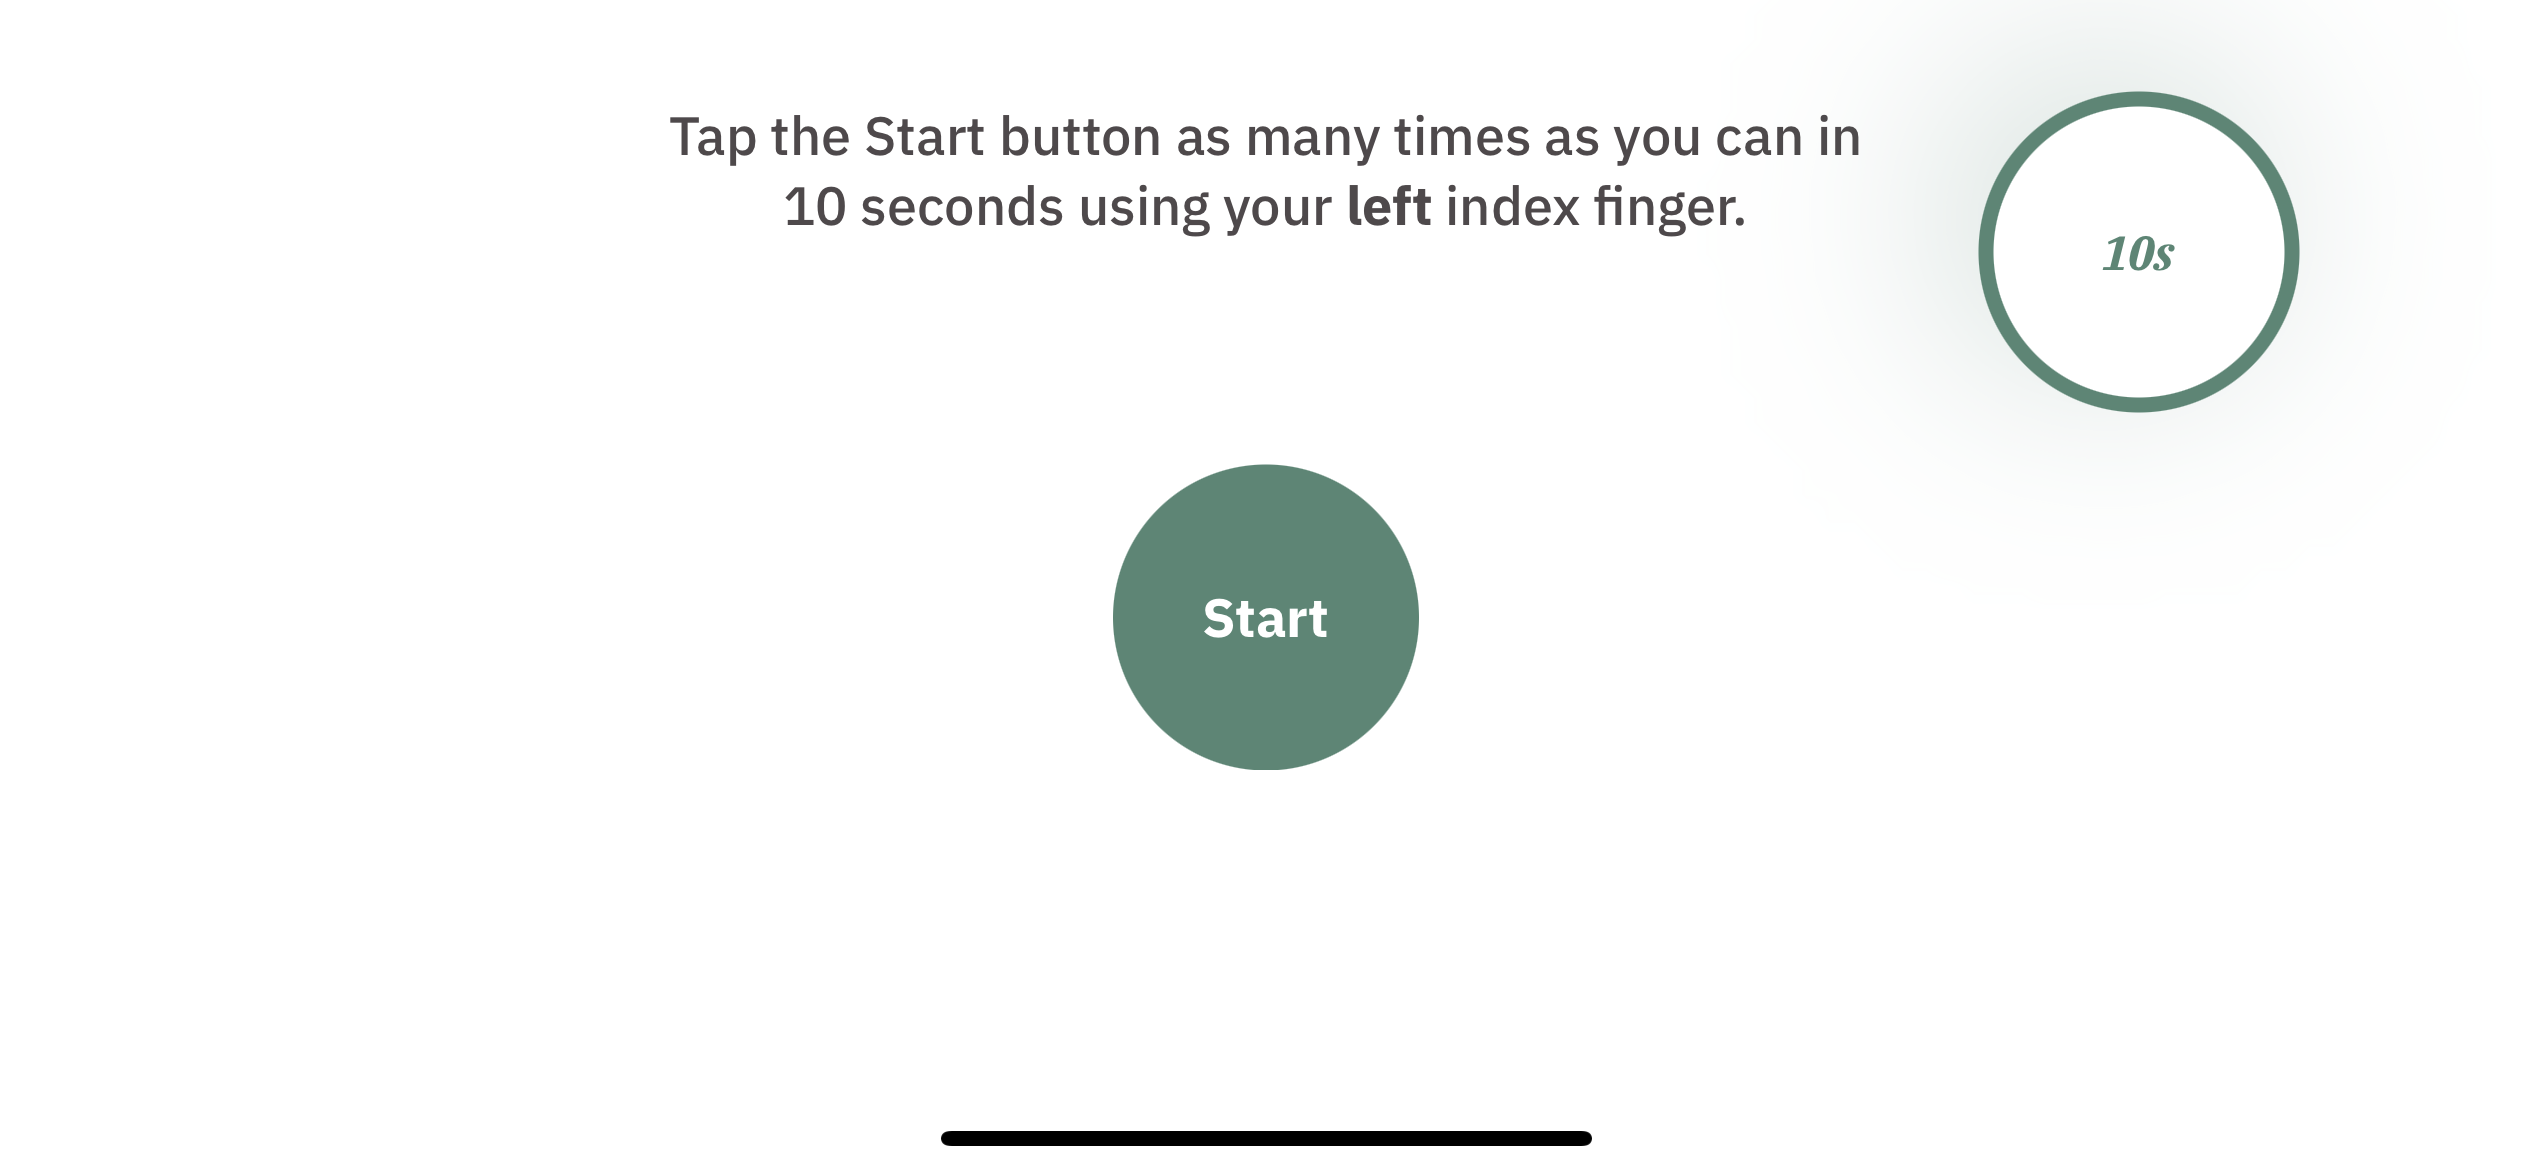 Tap the Start button as many times as you can in
10 seconds using your left index finger.
10s
Start